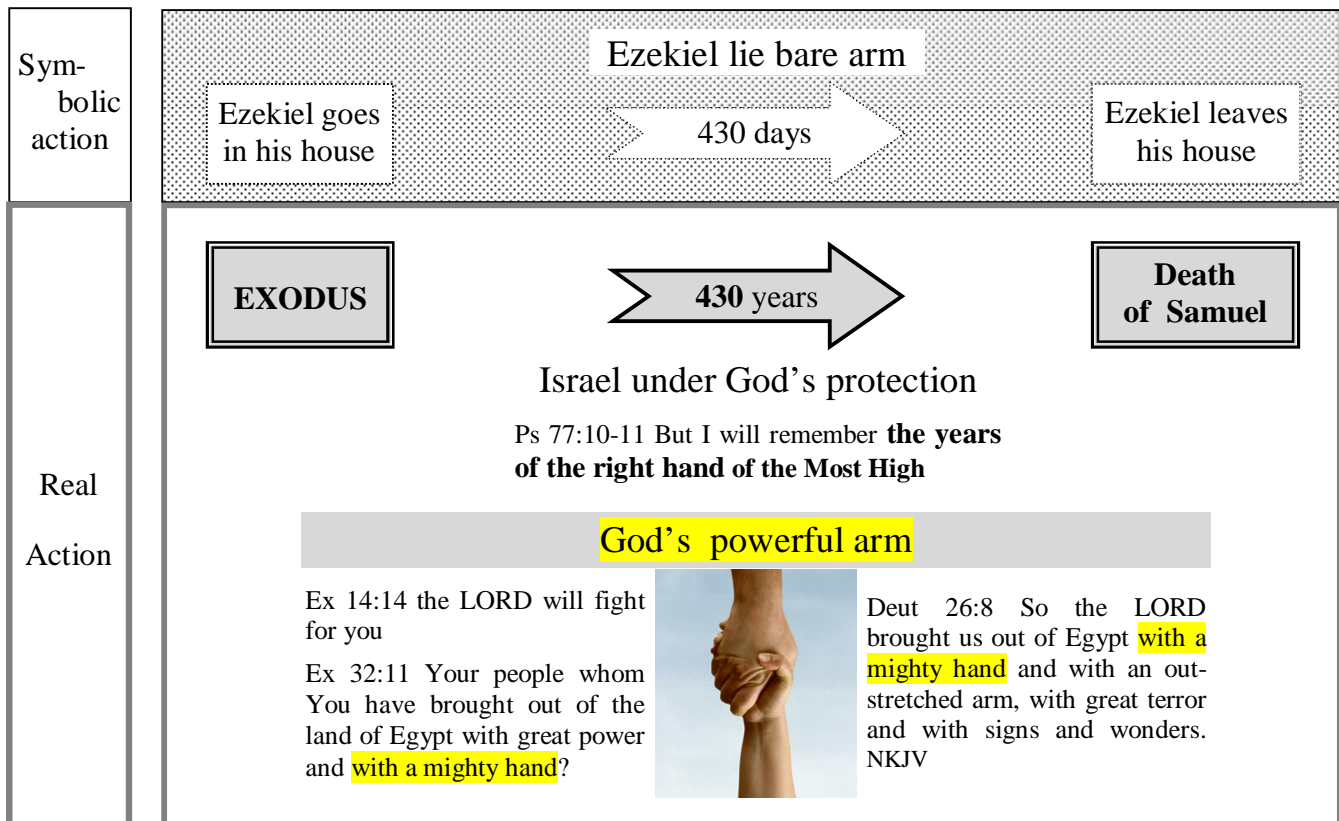 Sym-
bolic
action
Ezekiel lie bare arm
Ezekiel goes
in his house
430 days
Ezekiel leaves
his house
Real
Action
EXODUS
430 years
Death
of Samuel
Israel under God’s protection
Ps 77:10-11 But I will remember the years
of the right hand of the Most High
God’s powerful arm
Ex 14:14 the LORD will fight
for you
Ex 32:11 Your people whom
You have brought out of the
land of Egypt with great power
and with a mighty hand?
Deut 26:8 So the LORD
brought us out of Egypt with a
mighty hand and with an out-
stretched arm, with great terror
and with signs and wonders.
NKJV